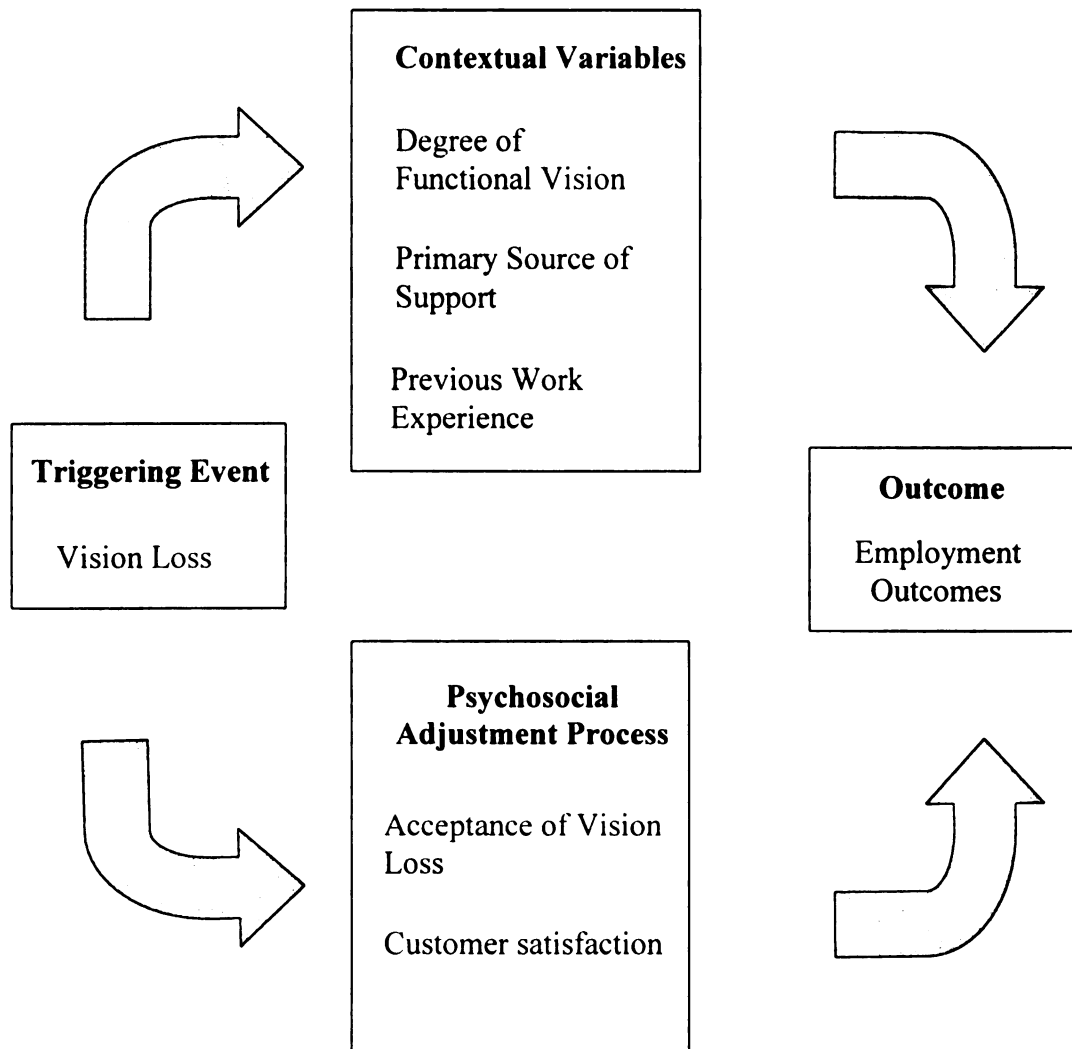 Contextual Variables
Degree of
Functional Vision
Primary Source of
Support
Previous Work
Experience
Triggering Event
Vision Loss
Outcome
Employment
Outcomes
Psychosocial
Adjustment Process
Acceptance of Vision
Loss
Customer satisfaction